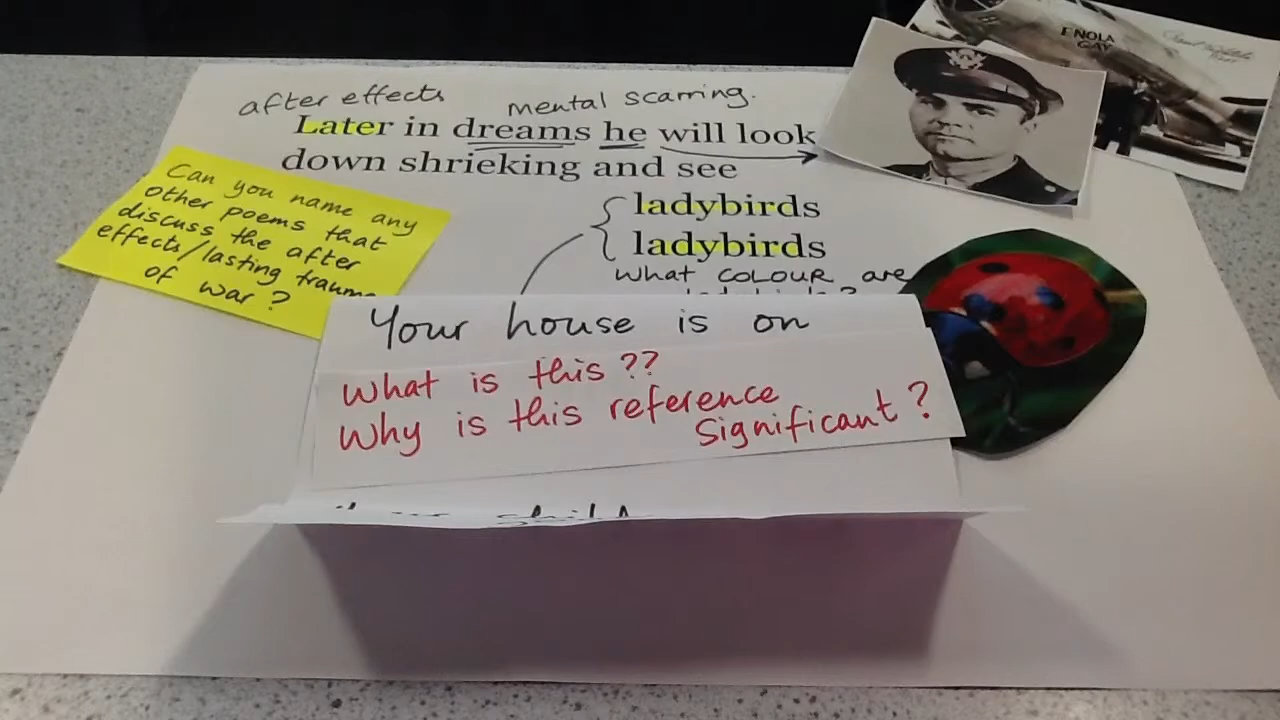 after effects
mental scarring.
Later in dreams he will look
down shrieking and see
ladybirds
ladybirds
what colour are
Can you name any
other poems that
discuss the after
effects/lasting trauma
of war?
Your house is on
What is this??
Why is this reference
Significant?
ENOLA
GAY